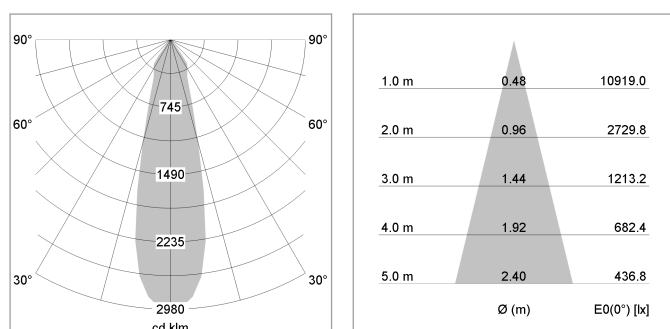 90° 90°
745
60° 60°
1490
2235
30° 30°
2980
cd klm
1.0 m 0.48 10919.0
2.0 m 0.96 2729.8
3.0 m 1.44 1213.2
4.0 m 1.92 682.4
5.0 m 2.40 436.8
Ø (m) E0(0°) [lx]